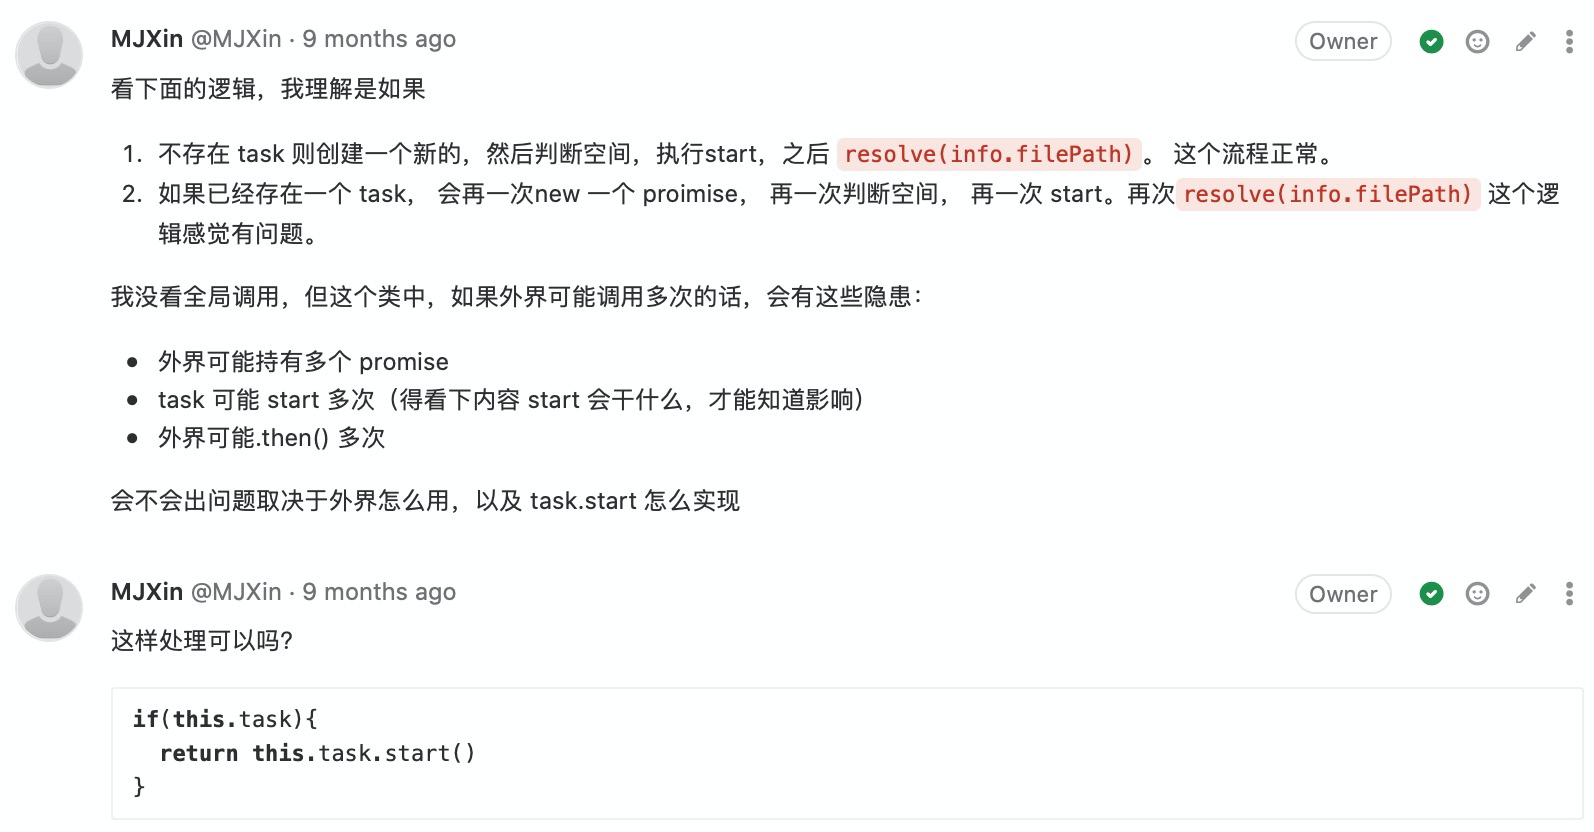 MJXin @MJXin · 9 months ago
Owner
看下面的逻辑，我理解是如果
1. 不存在 task 则创建一个新的，然后判断空间，执行start，之后 resolve(info.filePath) 。 这个流程正常。
2. 如果已经存在一个 task， 会再一次new 一个 proimise， 再一次判断空间， 再一次 start。再次 resolve(info.filePath) 这个逻
辑感觉有问题。
我没看全局调用，但这个类中，如果外界可能调用多次的话，会有这些隐患：
• 外界可能持有多个 promise
• task 可能 start 多次（得看下内容 start 会干什么，才能知道影响）
• 外界可能.then() 多次
会不会出问题取决于外界怎么用，以及 task.start 怎么实现
MJXin @MJXin · 9 months ago
Owner
这样处理可以吗?
if(this.task){
  return this.task.start()
}